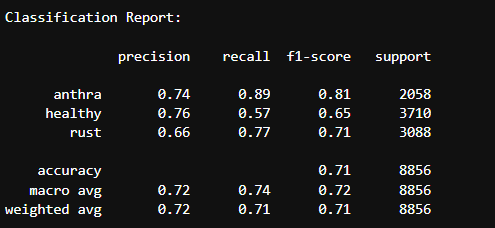 Classification Report:
precision recall f1-score support
anthra 0.74 0.89 0.81 2058
healthy 0.76 0.57 0.65 3710
rust 0.66 0.77 0.71 3088
accuracy 0.71 8856
macro avg 0.72 0.74 0.72 8856
weighted avg 0.72 0.71 0.71 8856